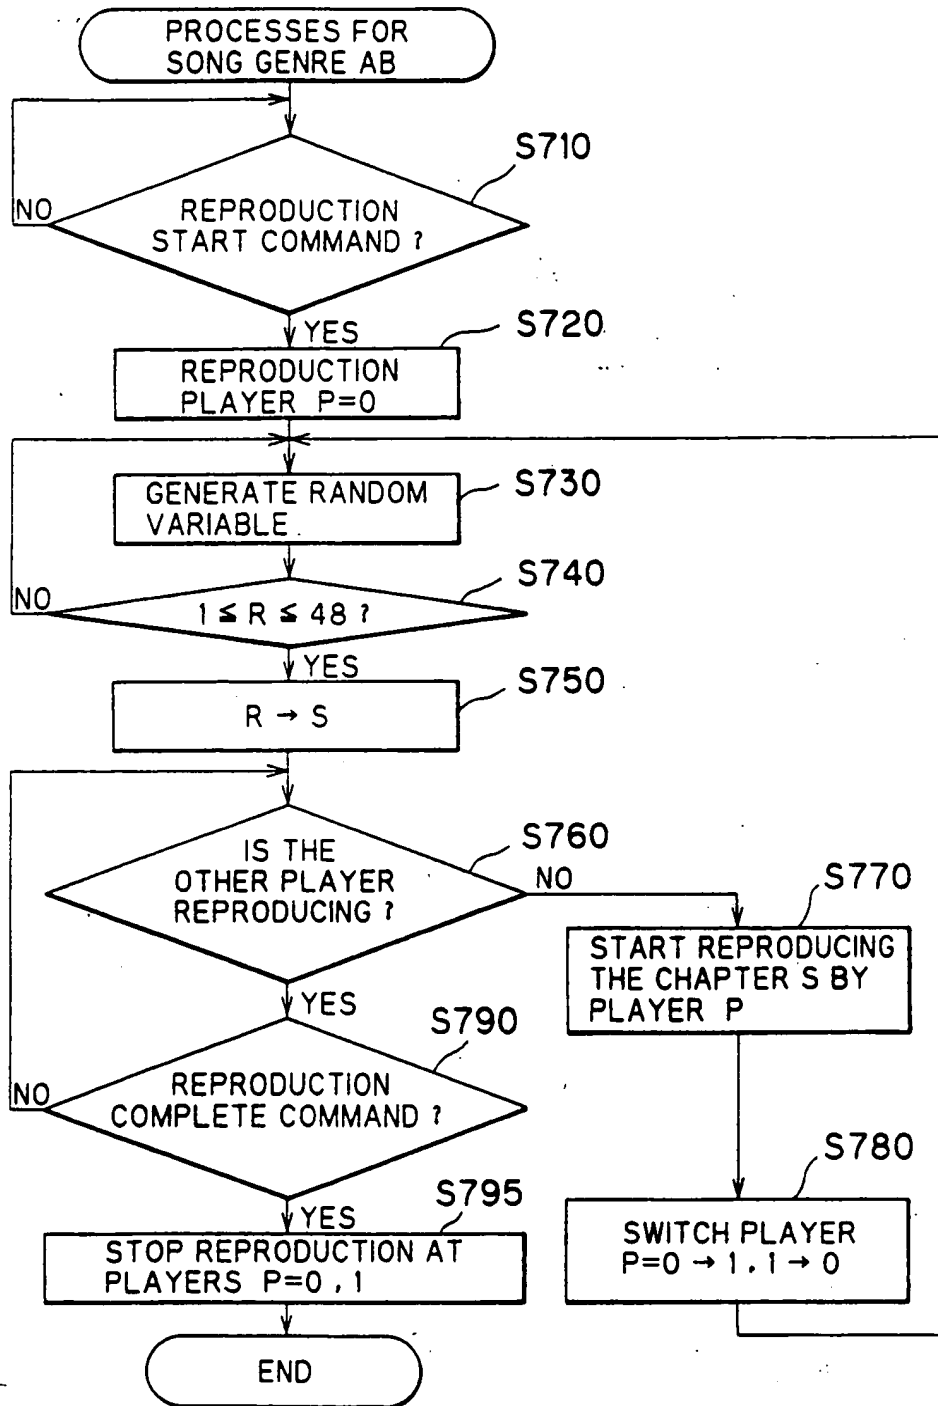 PROCESSES FOR
SONG GENRE AB
S710
NO
REPRODUCTION
START COMMAND ?
YES
S720
REPRODUCTION
PLAYER P=0
S730
GENERATE RANDOM
VARIABLE
S740
NO
1 ≦ R ≦ 48 ?
YES
S750
R → S
S760
IS THE
OTHER PLAYER
REPRODUCING ?
NO
S770
START REPRODUCING
THE CHAPTER S BY
PLAYER P
YES
S790
NO
REPRODUCTION
COMPLETE COMMAND ?
S780
SWITCH PLAYER
P=0 → 1, 1 → 0
YES
S795
STOP REPRODUCTION AT
PLAYERS P=0, 1
END